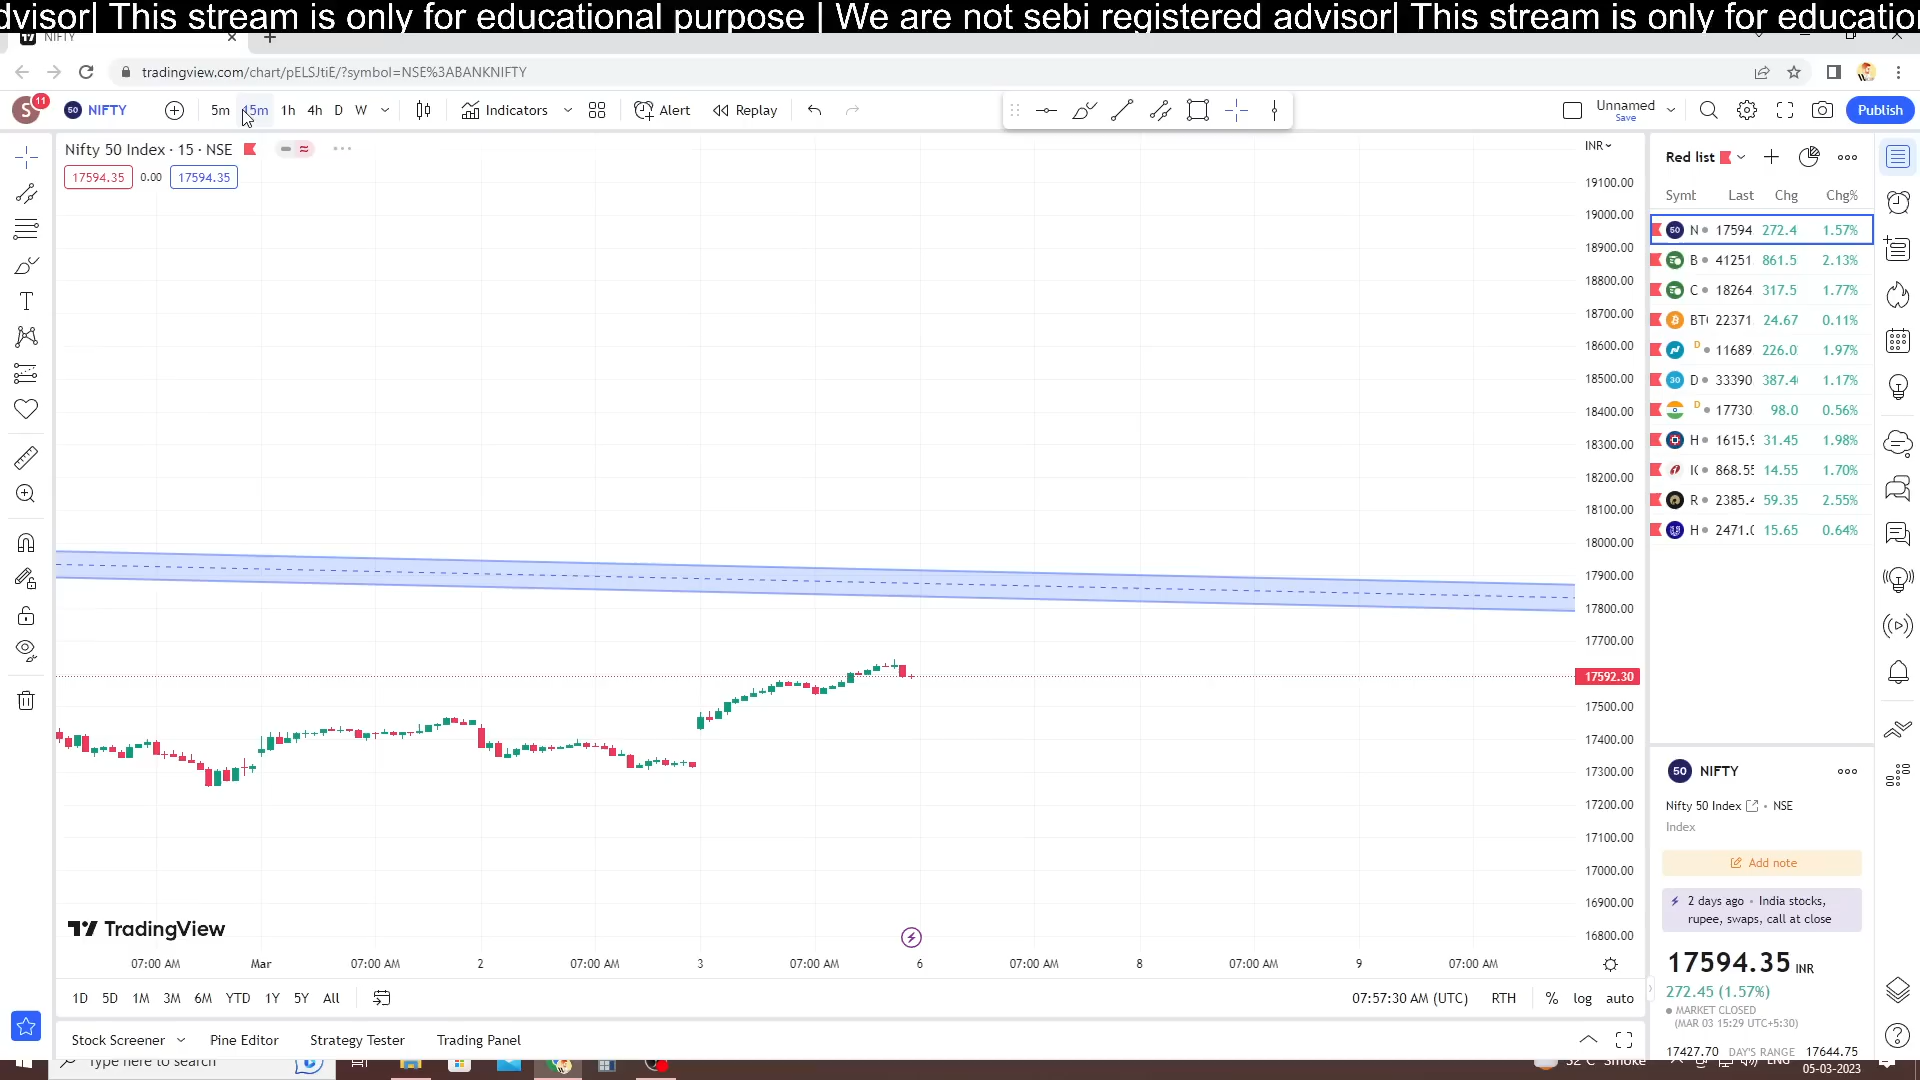 dvisor| This stream is only for educational purpose | We are not sebi registered advisor| This stream is only for educatio
NIFTY
tradingview.com/chart/pELSJtiE/?symbol=NSE%3ABANKNIFTY
S 11 50 NIFTY 5m 15m 1h 4h D W Indicators Alert Replay Unnamed Save Publish
Nifty 50 Index · 15 · NSE
17594.35 0.00 17594.35
INR
19100.00
19000.00
18900.00
18800.00
18700.00
18600.00
18500.00
18400.00
18300.00
18200.00
18100.00
18000.00
17900.00
17800.00
17700.00
17592.30
17500.00
17400.00
17300.00
17200.00
17100.00
17000.00
16900.00
16800.00
Red list
Symt Last Chg Chg%
50 N 17594 272.4 1.57%
B 41251 861.5 2.13%
C 18264 317.5 1.77%
BT 22371 24.67 0.11%
D 11689 226.0 1.97%
30 D 33390 387.4 1.17%
D 17730 98.0 0.56%
H 1615.9 31.45 1.98%
IC 868.55 14.55 1.70%
R 2385.4 59.35 2.55%
H 2471.0 15.65 0.64%
TradingView
07:00 AM Mar 07:00 AM 2 07:00 AM 3 07:00 AM 6 07:00 AM 8 07:00 AM 9 07:00 AM
1D 5D 1M 3M 6M YTD 1Y 5Y All 07:57:30 AM (UTC) RTH % log auto
Stock Screener Pine Editor Strategy Tester Trading Panel
50 NIFTY
Nifty 50 Index · NSE
Index
Add note
2 days ago · India stocks,
rupee, swaps, call at close
17594.35 INR
272.45 (1.57%)
MARKET CLOSED
(MAR 03 15:29 UTC+5:30)
17427.70 DAY'S RANGE 17644.75
Type here to search
32°C Smoke
ENG
05-03-2023